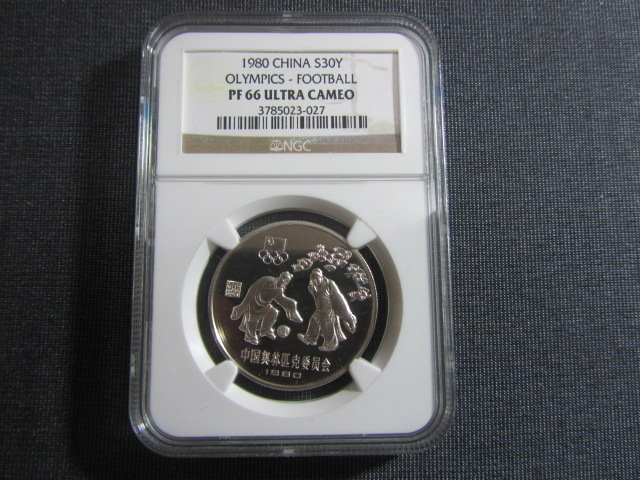 1980 CHINA S30Y
OLYMPICS - FOOTBALL
PF 66 ULTRA CAMEO
3785023-027
NGC
中国奥林匹克委员会
1980